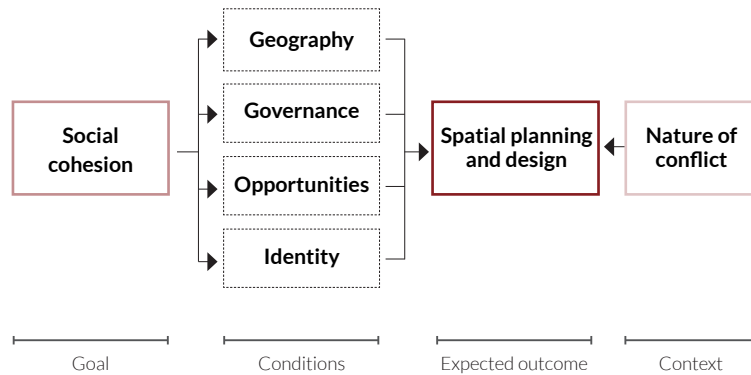 Geography
Governance
Opportunities
Identity
Social
cohesion
Spatial planning
and design
Nature of
conflict
Goal
Conditions
Expected outcome
Context